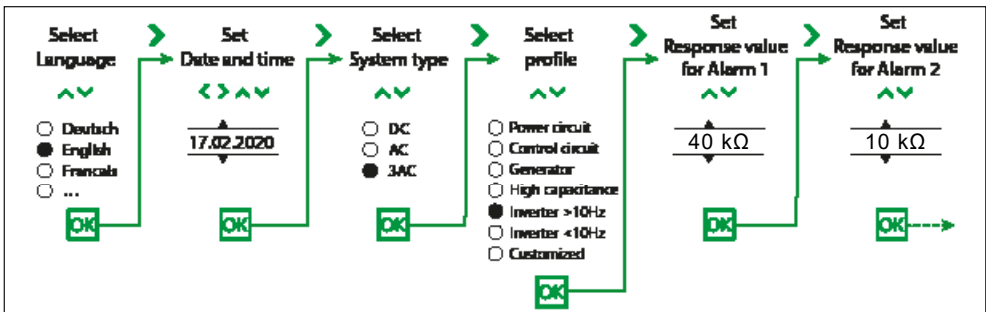 Select
Language
Deutsch
English
Francais
...
OK
Set
Date and time
17.02.2020
OK
Select
System type
DC
AC
3AC
OK
Select
profile
Power circuit
Control circuit
Generator
High capacitance
Inverter >10Hz
Inverter <10Hz
Customized
OK
Set
Response value
for Alarm 1
40 kΩ
OK
Set
Response value
for Alarm 2
10 kΩ
OK